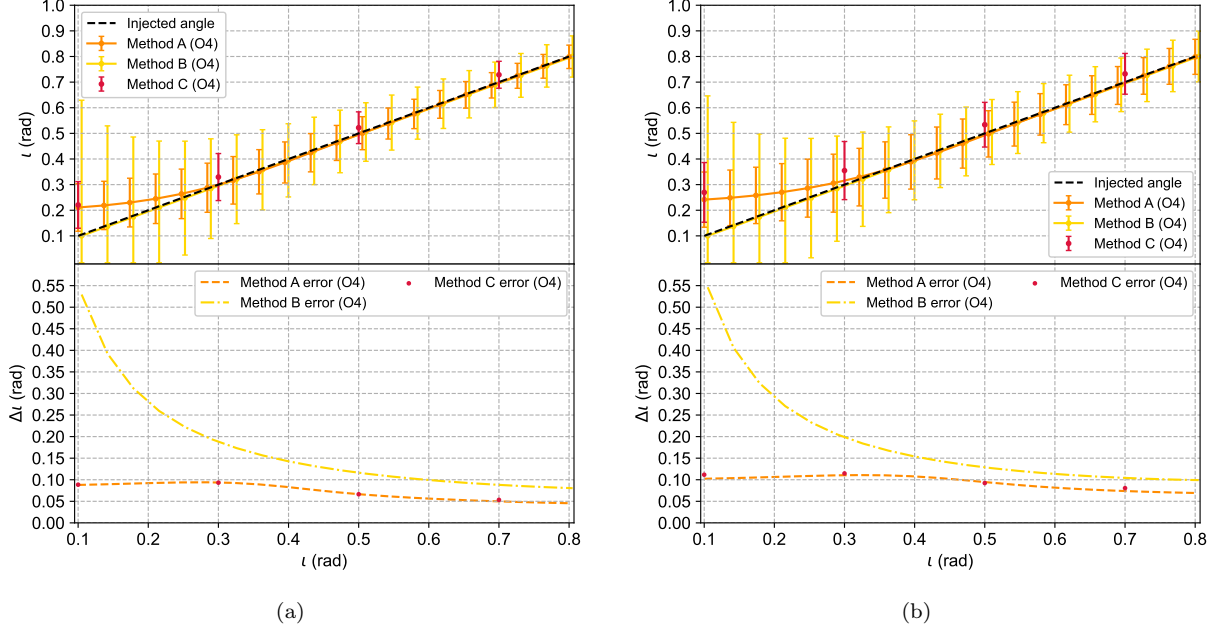 1.0
0.9
0.8
0.7
0.6
0.5
0.4
0.3
0.2
0.1
ι (rad)
Injected angle
Method A (O4)
Method B (O4)
Method C (O4)
0.55
0.50
0.45
0.40
0.35
0.30
0.25
0.20
0.15
0.10
0.05
0.00
Δι (rad)
Method A error (O4)
Method B error (O4)
Method C error (O4)
0.1 0.2 0.3 0.4 0.5 0.6 0.7 0.8
ι (rad)
(a)
1.0
0.9
0.8
0.7
0.6
0.5
0.4
0.3
0.2
0.1
ι (rad)
Injected angle
Method A (O4)
Method B (O4)
Method C (O4)
0.55
0.50
0.45
0.40
0.35
0.30
0.25
0.20
0.15
0.10
0.05
0.00
Δι (rad)
Method A error (O4)
Method B error (O4)
Method C error (O4)
0.1 0.2 0.3 0.4 0.5 0.6 0.7 0.8
ι (rad)
(b)